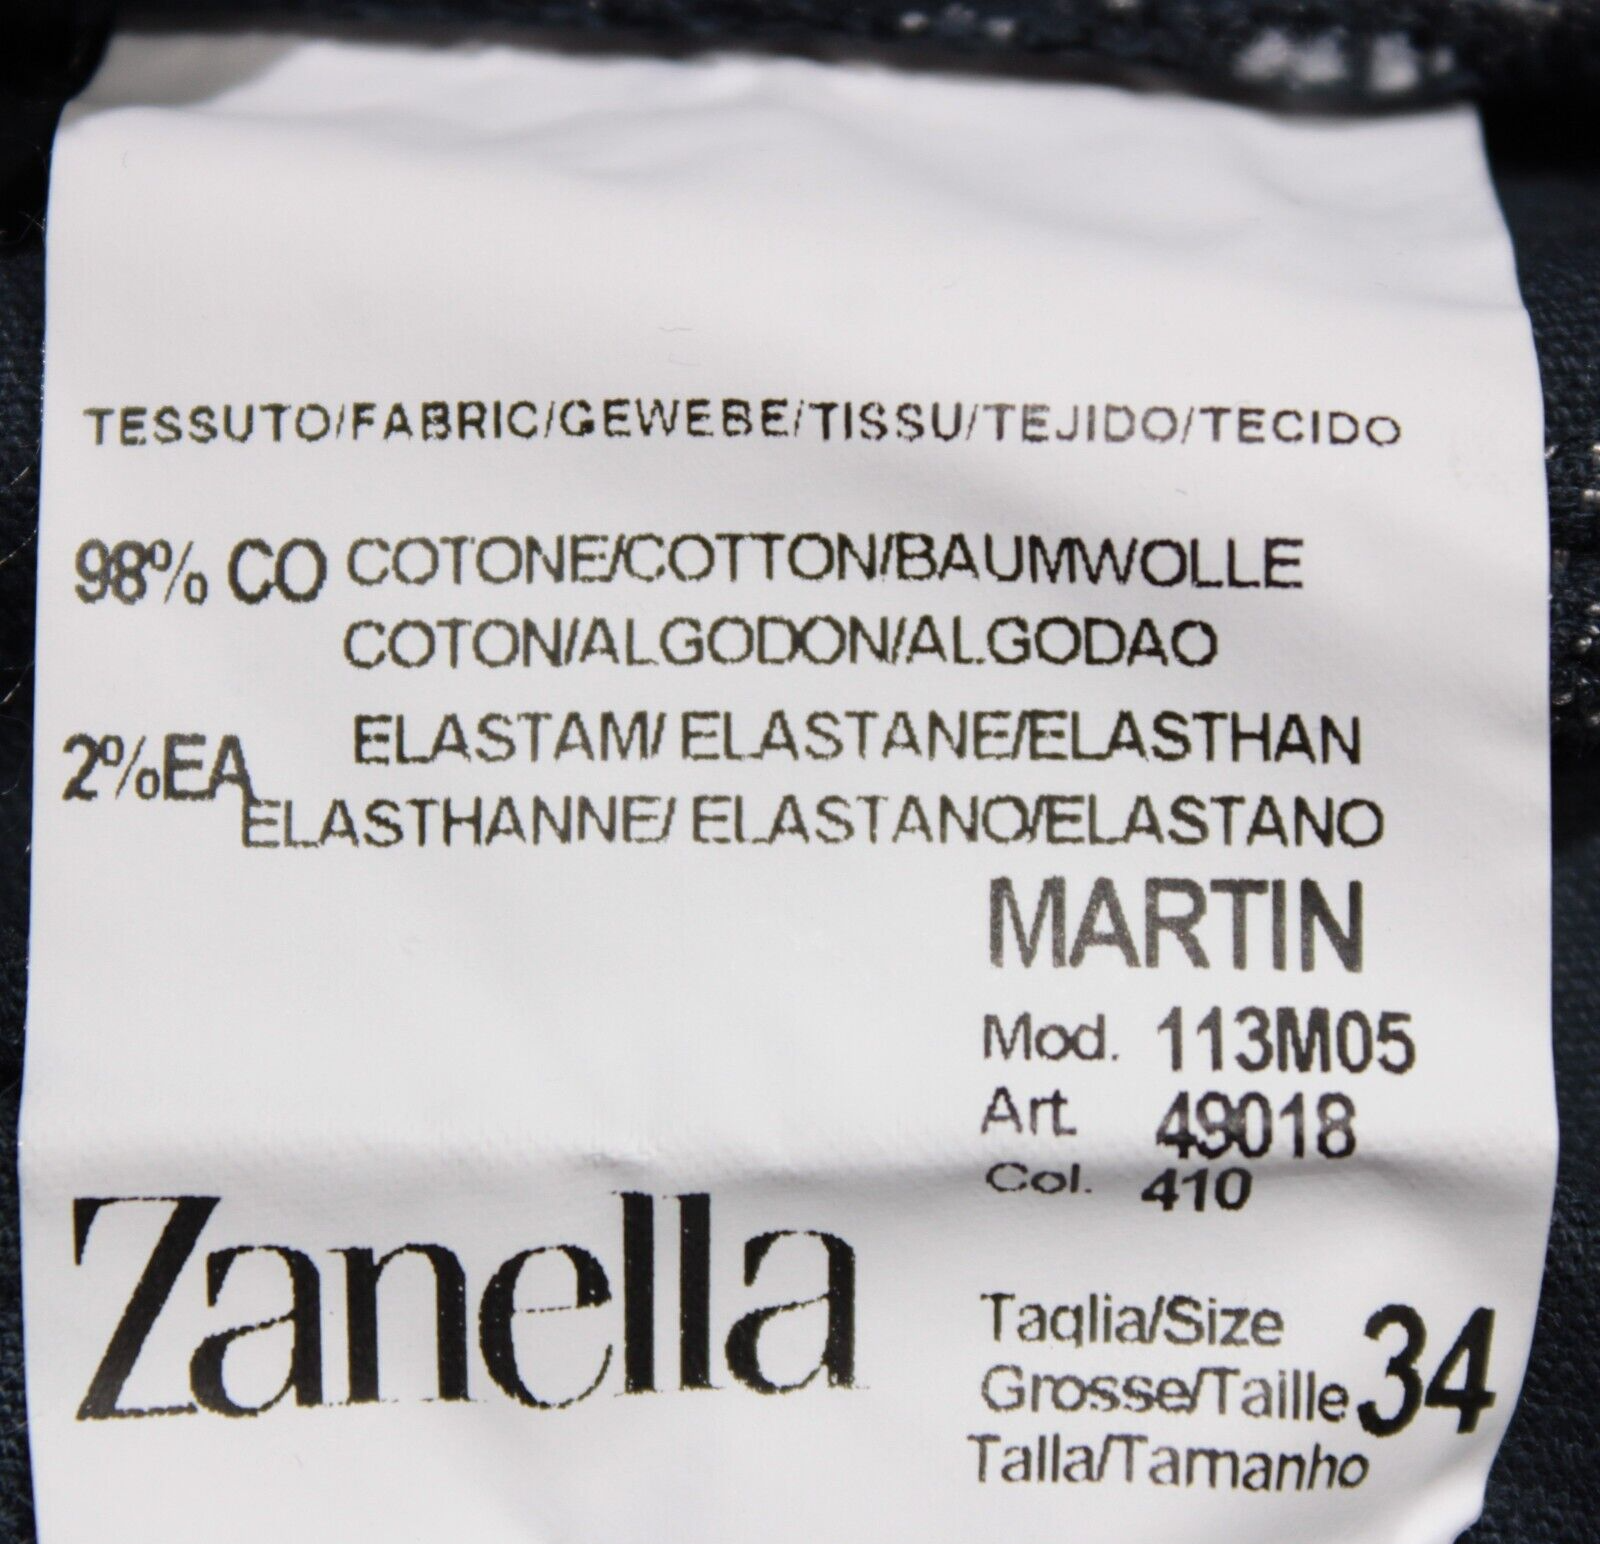 TESSUTO/FABRIC/GEWEBE/TISSU/TEJIDO/TECIDO
98% CO COTONE/COTTON/BAUMWOLLE
COTON/ALGODON/ALGODAO
2%EA ELASTAM/ ELASTANE/ELASTHAN
ELASTHANNE/ ELASTANO/ELASTANO
MARTIN
Mod. 113M05
Art. 49018
Col. 410
Zanella
Taglia/Size
Grosse/Taille 34
Talla/Tamanho